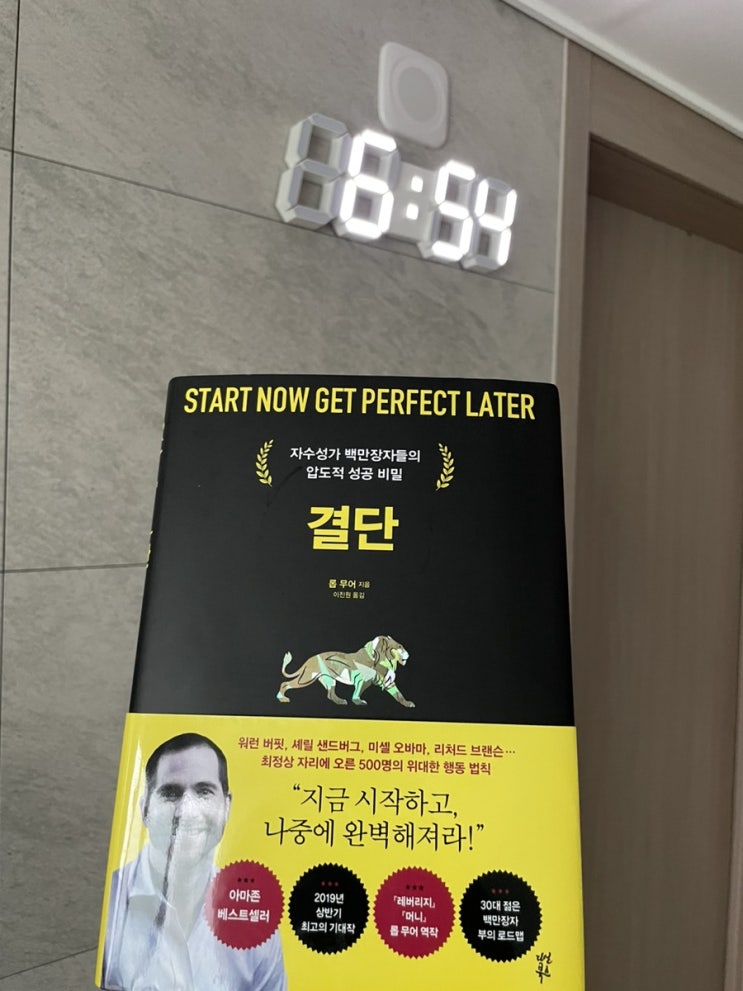 6:54
START NOW GET PERFECT LATER
자수성가 백만장자들의
압도적 성공 비밀
결단
롭 무어 지음
이진원 옮김
워런 버핏, 셰릴 샌드버그, 미셸 오바마, 리처드 브랜슨…
최정상 자리에 오른 500명의 위대한 행동 법칙
“지금 시작하고,
나중에 완벽해져라!”
아마존
베스트셀러
2019년
상반기
최고의 기대작
『레버리지』
『머니』
롭 무어 역작
30대 젊은
백만장자
부의 로드맵
다산
북스